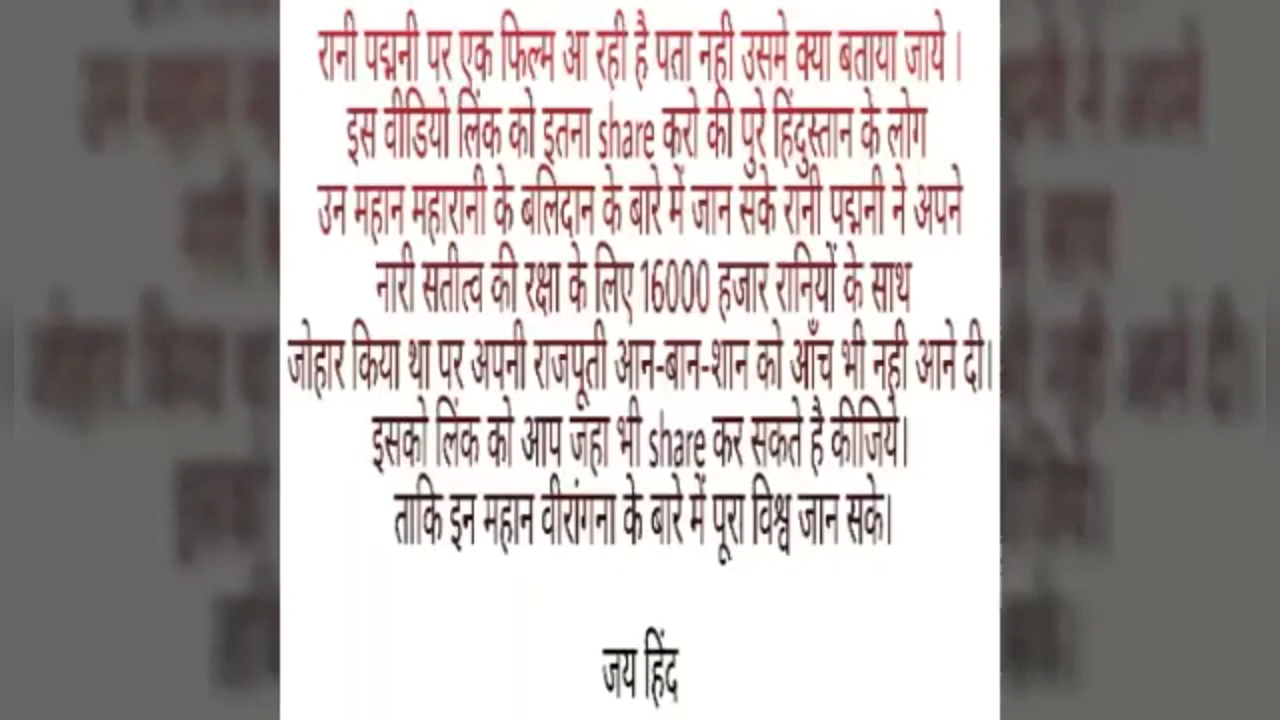 रानी पद्मनी पर एक फिल्म आ रही है पता नही उसमे क्या बताया जाये ।
इस वीडियो लिंक को इतना share करो की पुरे हिंदुस्तान के लोग
उन महान महारानी के बलिदान के बारे में जान सके रानी पद्मनी ने अपने
नारी सतीत्व की रक्षा के लिए 16000 हजार रानियों के साथ
जोहार किया था पर अपनी राजपूती आन-बान-शान को आँच भी नही आने दी।
इसको लिंक को आप जहा भी share कर सकते है कीजिये।
ताकि इन महान वीरांगना के बारे में पूरा विश्व जान सके।
जय हिंद